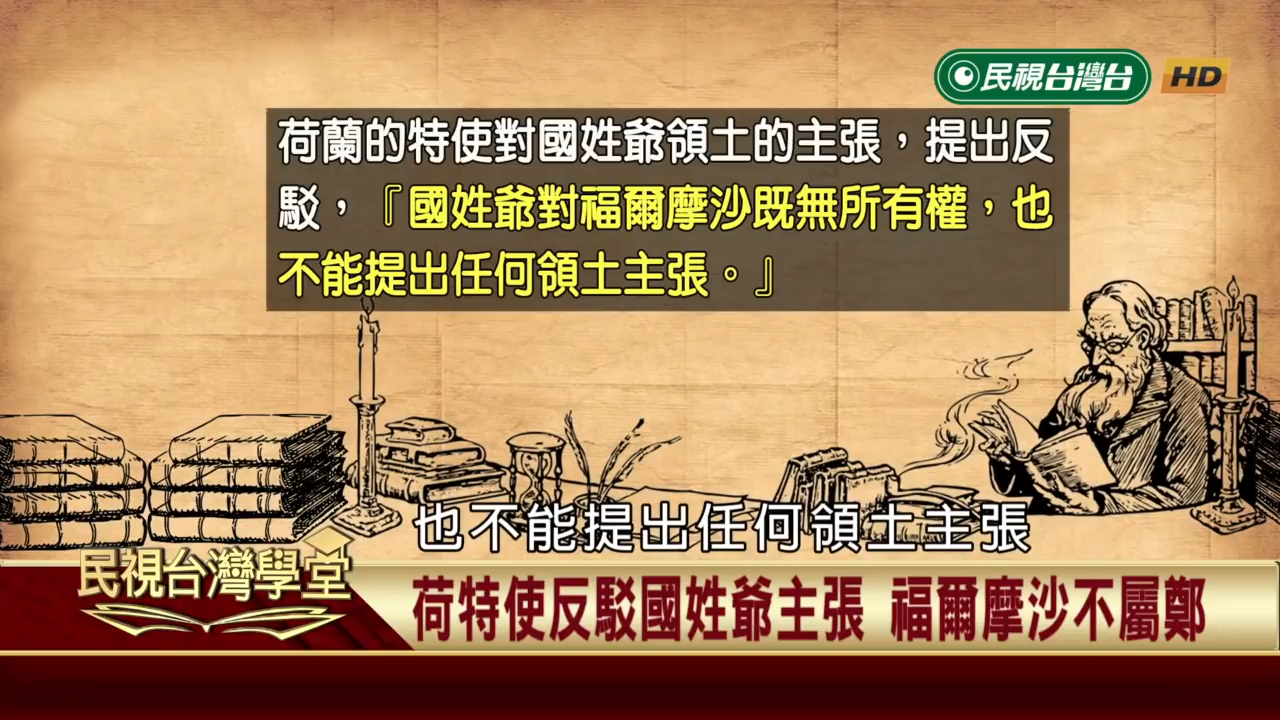 民視台灣台 HD
荷蘭的特使對國姓爺領土的主張，提出反
駁，『國姓爺對福爾摩沙既無所有權，也
不能提出任何領土主張。』
也不能提出任何領土主張
民視台灣學堂
荷特使反駁國姓爺主張 福爾摩沙不屬鄭